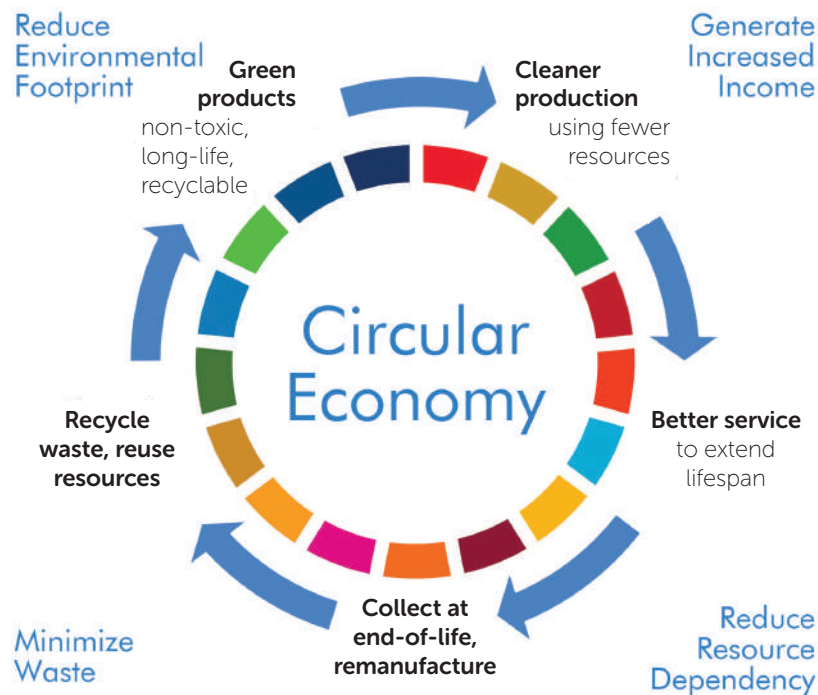 Reduce
Environmental
Footprint
Generate
Increased
Income
Green
products
non-toxic,
long-life,
recyclable
Cleaner
production
using fewer
resources
Circular
Economy
Recycle
waste, reuse
resources
Better service
to extend
lifespan
Collect at
end-of-life,
remanufacture
Minimize
Waste
Reduce
Resource
Dependency